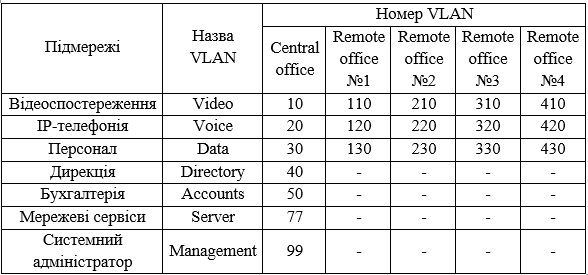 Підмережі Назва VLAN Номер VLAN
Central office Remote office №1 Remote office №2 Remote office №3 Remote office №4
Відеоспостереження Video 10 110 210 310 410
IP-телефонія Voice 20 120 220 320 420
Персонал Data 30 130 230 330 430
Дирекція Directory 40 - - - -
Бухгалтерія Accounts 50 - - - -
Мережеві сервіси Server 77 - - - -
Системний адміністратор Management 99 - - - -